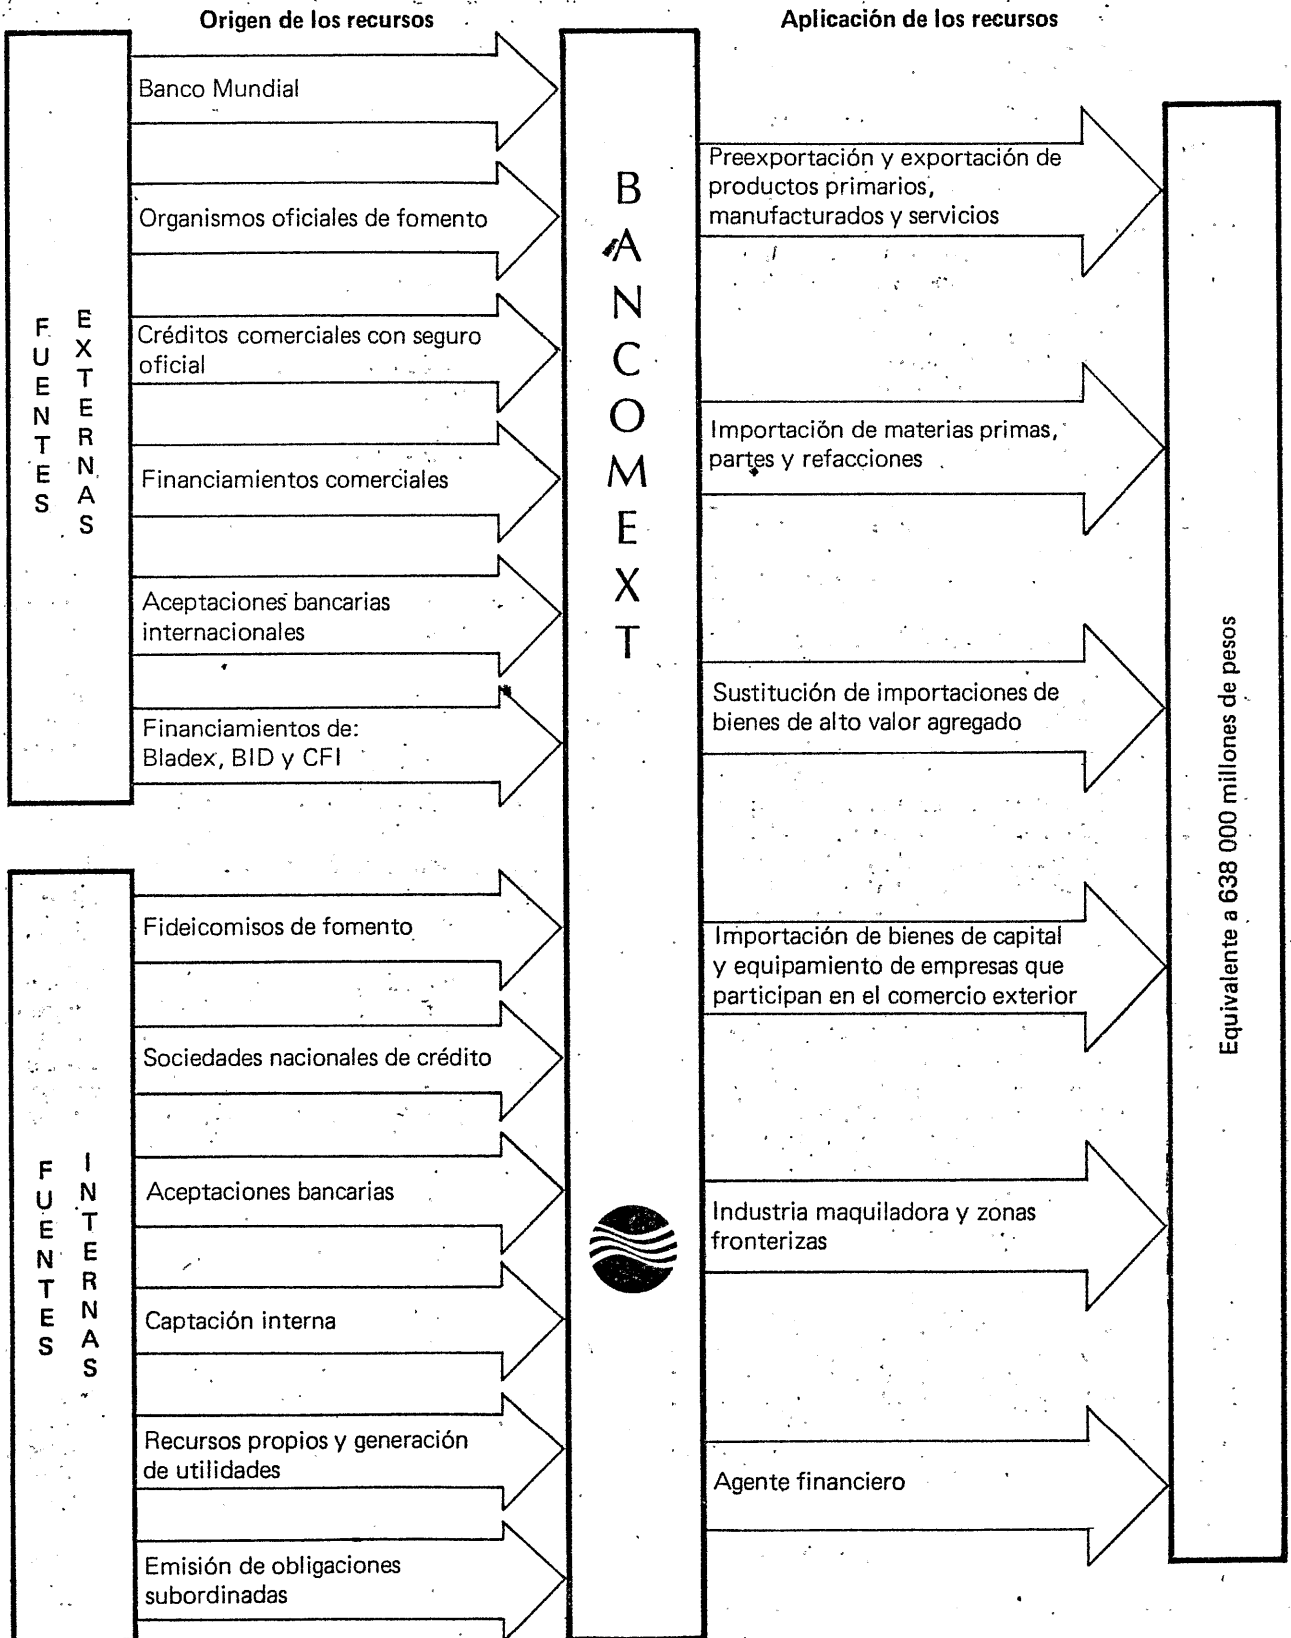 Origen de los recursos
Aplicación de los recursos
FUENTES
EXTERNAS
Banco Mundial
Organismos oficiales de fomento
Créditos comerciales con seguro
oficial
Financiamientos comerciales
Aceptaciones bancarias
internacionales
Financiamientos de:
Bladex, BID y CFI
FUENTES
INTERNAS
Fideicomisos de fomento
Sociedades nacionales de crédito
Aceptaciones bancarias
Captación interna
Recursos propios y generación
de utilidades
Emisión de obligaciones
subordinadas
BANCOMEXT
Preexportación y exportación de
productos primarios,
manufacturados y servicios
Importación de materias primas,
partes y refacciones
Sustitución de importaciones de
bienes de alto valor agregado
Importación de bienes de capital
y equipamiento de empresas que
participan en el comercio exterior
Industria maquiladora y zonas
fronterizas
Agente financiero
Equivalente a 638 000 millones de pesos